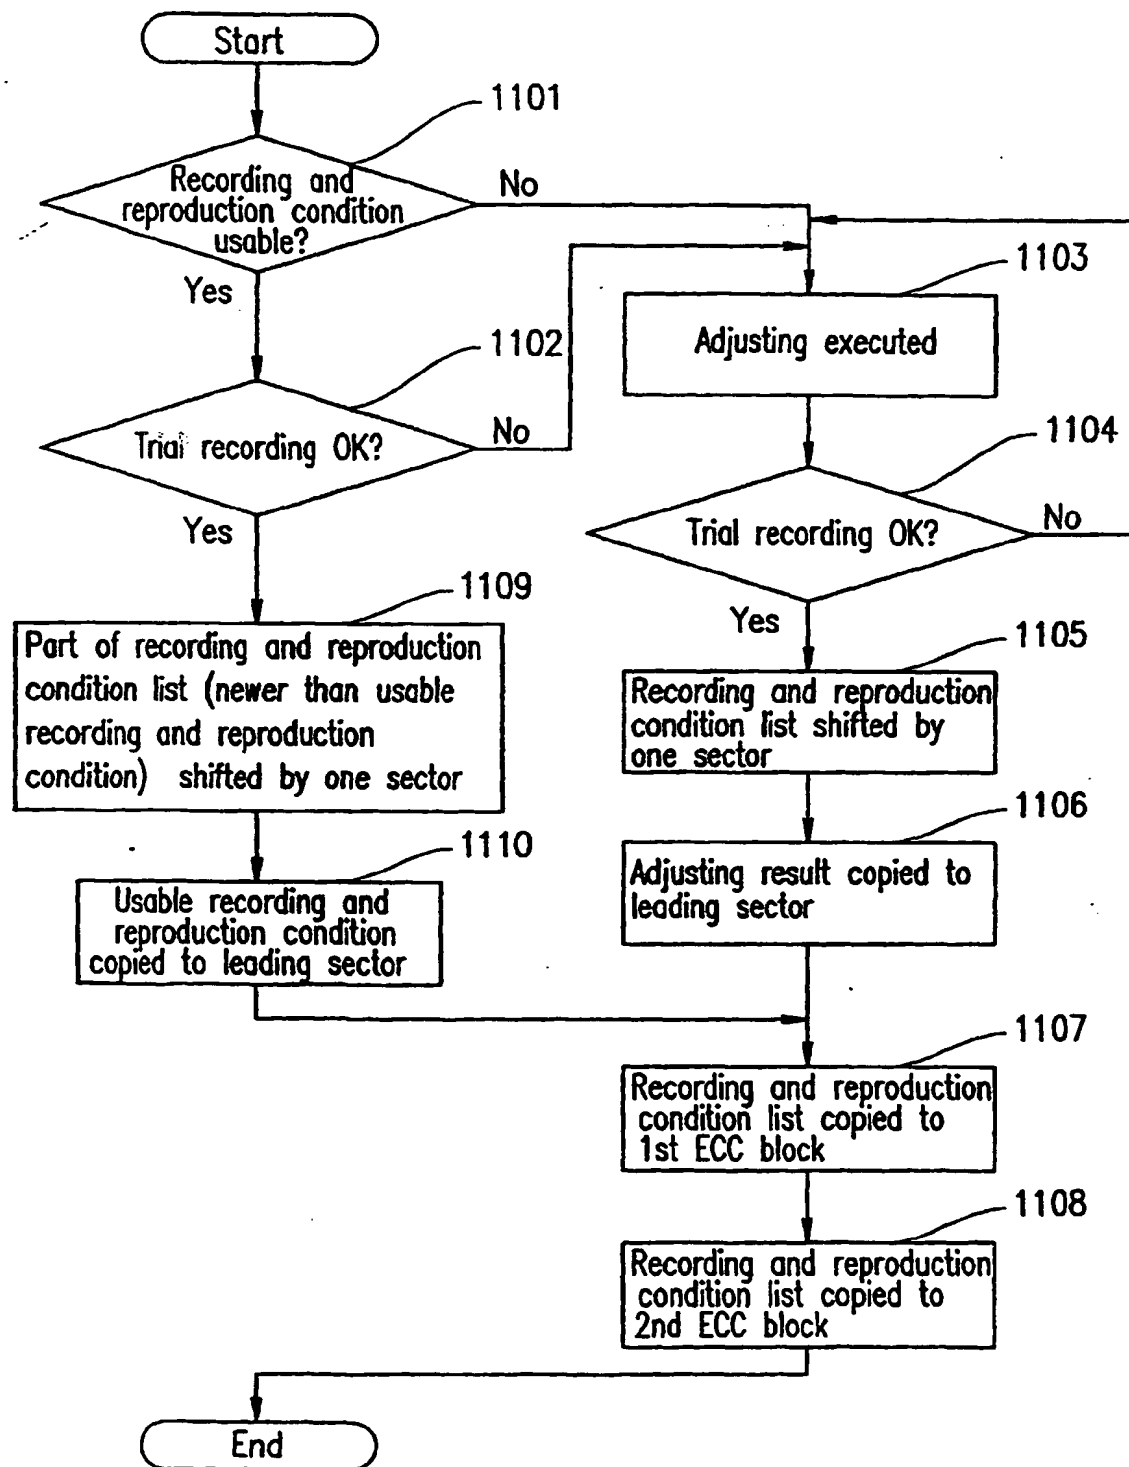 Start
1101
Recording and
reproduction condition
usable?
No
Yes
1102
Trial recording OK?
No
Yes
1103
Adjusting executed
1104
Trial recording OK?
No
Yes
1109
Part of recording and reproduction
condition list (newer than usable
recording and reproduction
condition) shifted by one sector
1105
Recording and reproduction
condition list shifted by
one sector
1110
Usable recording and
reproduction condition
copied to leading sector
1106
Adjusting result copied to
leading sector
1107
Recording and reproduction
condition list copied to
1st ECC block
1108
Recording and reproduction
condition list copied to
2nd ECC block
End